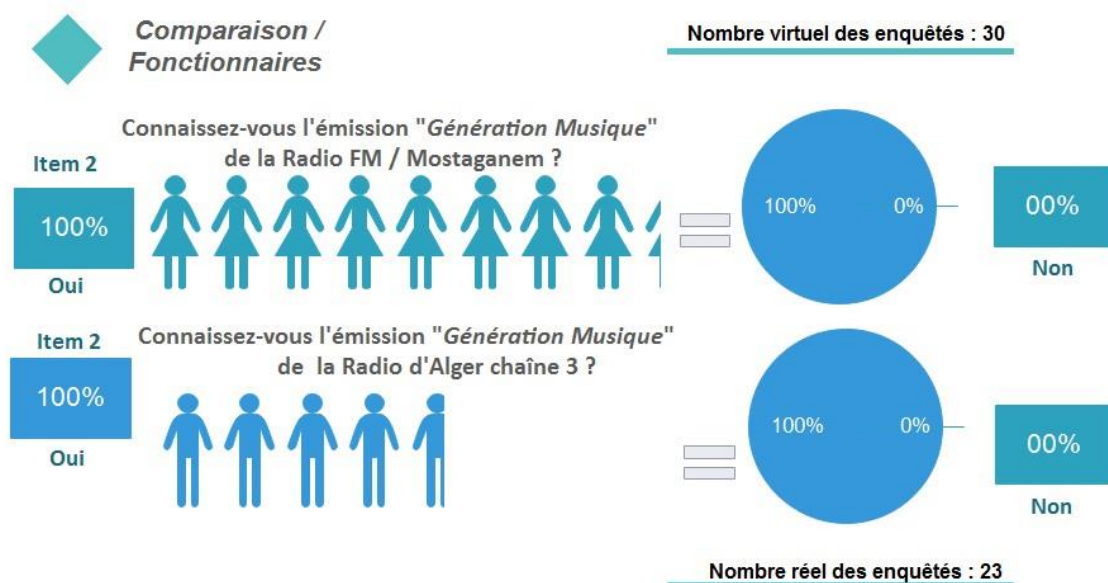 Comparaison /
Fonctionnaires
Nombre virtuel des enquêtés : 30
Connaissez-vous l'émission "Génération Musique"
de la Radio FM / Mostaganem ?
Item 2
100%
Oui
100%
0%
00%
Non
Connaissez-vous l'émission "Génération Musique"
de la Radio d'Alger chaîne 3 ?
Item 2
100%
Oui
100%
0%
00%
Non
Nombre réel des enquêtés : 23